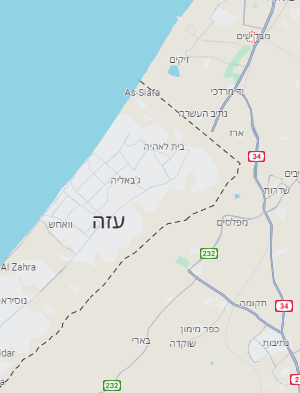 מבקיעים
זיקים
As-Siafa
יד מרדכי
נתיב העשרה
ארז
בית לאהיה
34
ג'באליה
שדרות
עזה
וואחש
מפלסים
232
Al Zahra
נוסיראת
תקומה
34
כפר מימון
בארי
שוקדה
נתיבות
232
2